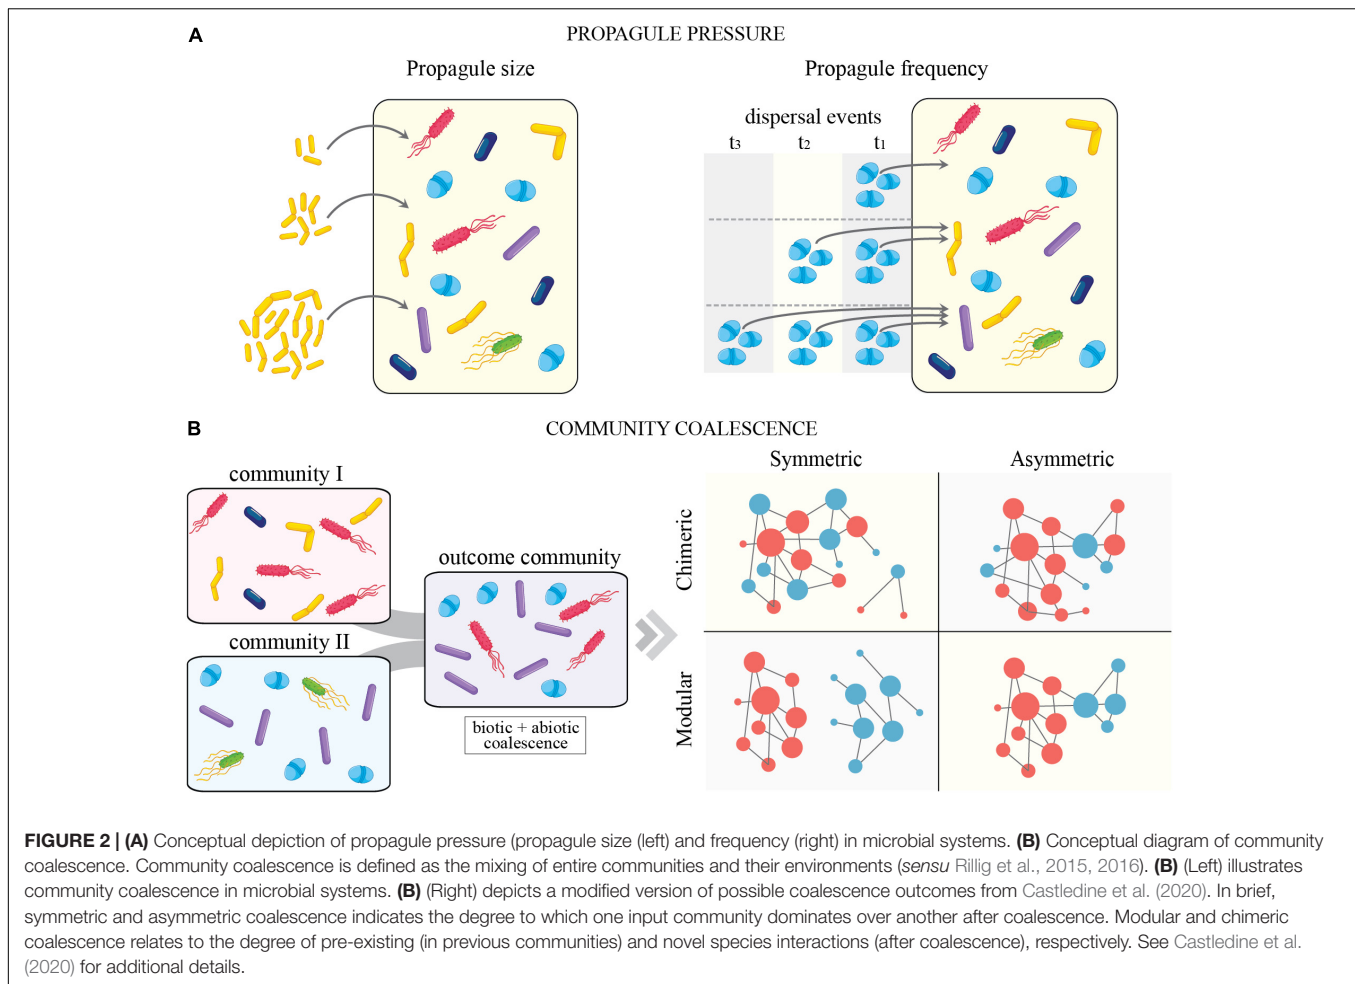 A
PROPAGULE PRESSURE
Propagule size
Propagule frequency
dispersal events
t3 t2 t1
B
COMMUNITY COALESCENCE
community I
community II
outcome community
biotic + abiotic
coalescence
Symmetric
Asymmetric
Chimeric
Modular
FIGURE 2 | (A) Conceptual depiction of propagule pressure (propagule size (left) and frequency (right) in microbial systems. (B) Conceptual diagram of community
coalescence. Community coalescence is defined as the mixing of entire communities and their environments (sensu Rillig et al., 2015, 2016). (B) (Left) illustrates
community coalescence in microbial systems. (B) (Right) depicts a modified version of possible coalescence outcomes from Castledine et al. (2020). In brief,
symmetric and asymmetric coalescence indicates the degree to which one input community dominates over another after coalescence. Modular and chimeric
coalescence relates to the degree of pre-existing (in previous communities) and novel species interactions (after coalescence), respectively. See Castledine et al.
(2020) for additional details.